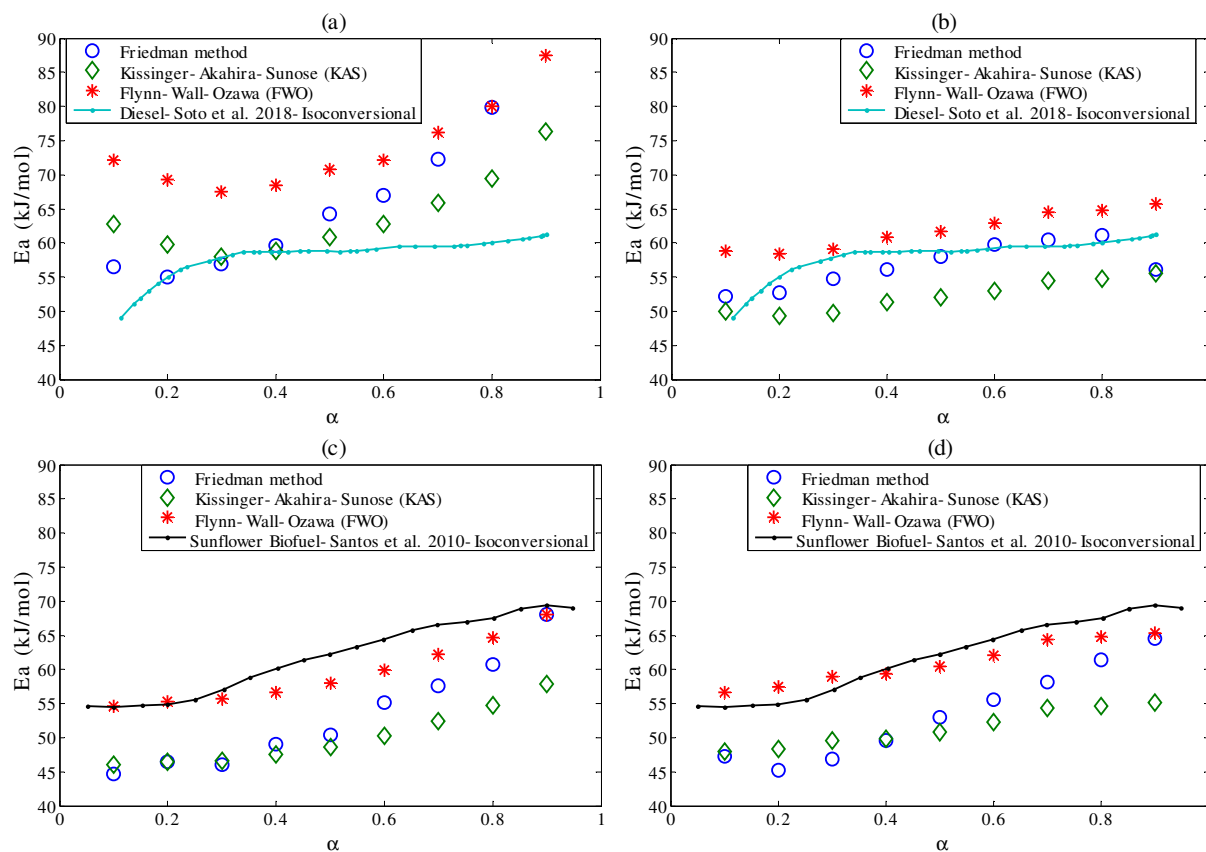 (a)
90
85
80
75
70
65
60
55
50
45
40
Ea (kJ/mol)
Friedman method
Kissinger-Akahira-Sunose (KAS)
Flynn-Wall-Ozawa (FWO)
Diesel-Soto et al. 2018-Isoconversional
0 0.2 0.4 0.6 0.8 1
α
(b)
90
85
80
75
70
65
60
55
50
45
40
Ea (kJ/mol)
Friedman method
Kissinger-Akahira-Sunose (KAS)
Flynn-Wall-Ozawa (FWO)
Diesel-Soto et al. 2018-Isoconversional
0 0.2 0.4 0.6 0.8
α
(c)
90
85
80
75
70
65
60
55
50
45
40
Ea (kJ/mol)
Friedman method
Kissinger-Akahira-Sunose (KAS)
Flynn-Wall-Ozawa (FWO)
Sunflower Biofuel-Santos et al. 2010-Isoconversional
0 0.2 0.4 0.6 0.8 1
α
(d)
90
85
80
75
70
65
60
55
50
45
40
Ea (kJ/mol)
Friedman method
Kissinger-Akahira-Sunose (KAS)
Flynn-Wall-Ozawa (FWO)
Sunflower Biofuel-Santos et al. 2010-Isoconversional
0 0.2 0.4 0.6 0.8
α